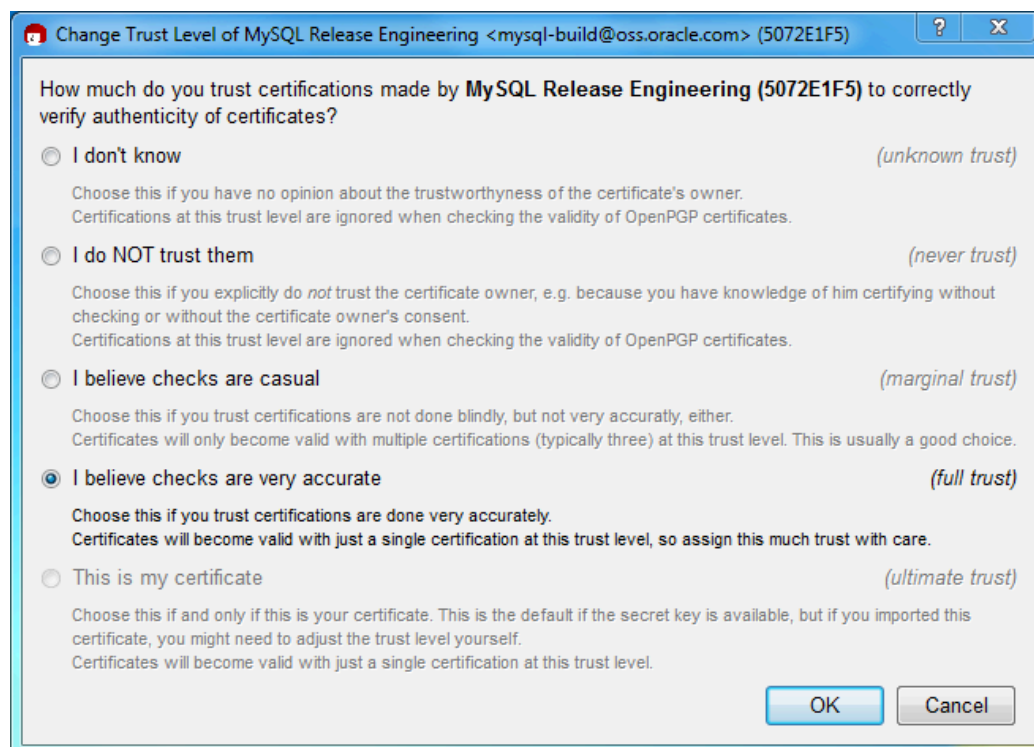 Change Trust Level of MySQL Release Engineering <mysql-build@oss.oracle.com> (5072E1F5)
?
X
How much do you trust certifications made by MySQL Release Engineering (5072E1F5) to correctly
verify authenticity of certificates?
I don't know (unknown trust)
Choose this if you have no opinion about the trustworthyness of the certificate's owner.
Certifications at this trust level are ignored when checking the validity of OpenPGP certificates.
I do NOT trust them (never trust)
Choose this if you explicitly do not trust the certificate owner, e.g. because you have knowledge of him certifying without
checking or without the certificate owner's consent.
Certifications at this trust level are ignored when checking the validity of OpenPGP certificates.
I believe checks are casual (marginal trust)
Choose this if you trust certifications are not done blindly, but not very accuratly, either.
Certificates will only become valid with multiple certifications (typically three) at this trust level. This is usually a good choice.
I believe checks are very accurate (full trust)
Choose this if you trust certifications are done very accurately.
Certificates will become valid with just a single certification at this trust level, so assign this much trust with care.
This is my certificate (ultimate trust)
Choose this if and only if this is your certificate. This is the default if the secret key is available, but if you imported this
certificate, you might need to adjust the trust level yourself.
Certificates will become valid with just a single certification at this trust level.
OK Cancel